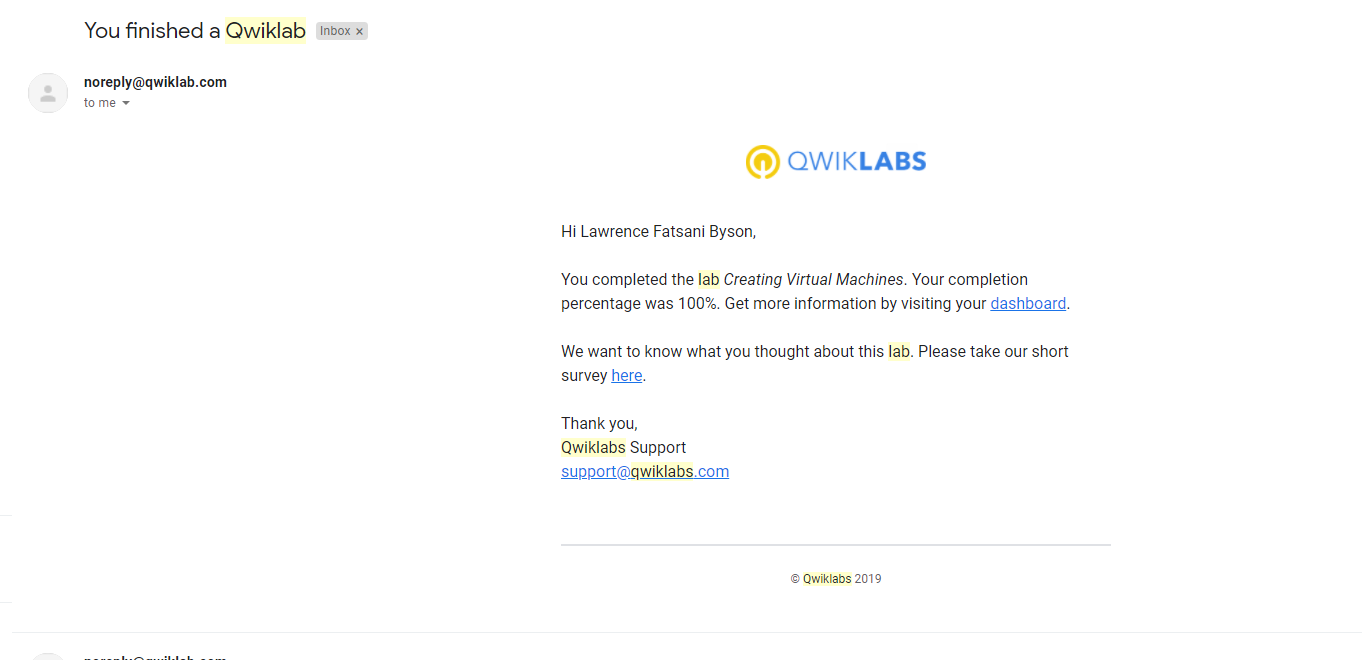 You finished a Qwiklab Inbox ×
noreply@qwiklab.com
to me
QWIKLABS
Hi Lawrence Fatsani Byson,
You completed the lab Creating Virtual Machines. Your completion
percentage was 100%. Get more information by visiting your dashboard.
We want to know what you thought about this lab. Please take our short
survey here.
Thank you,
Qwiklabs Support
support@qwiklabs.com
© Qwiklabs 2019
noreply@qwiklab.com